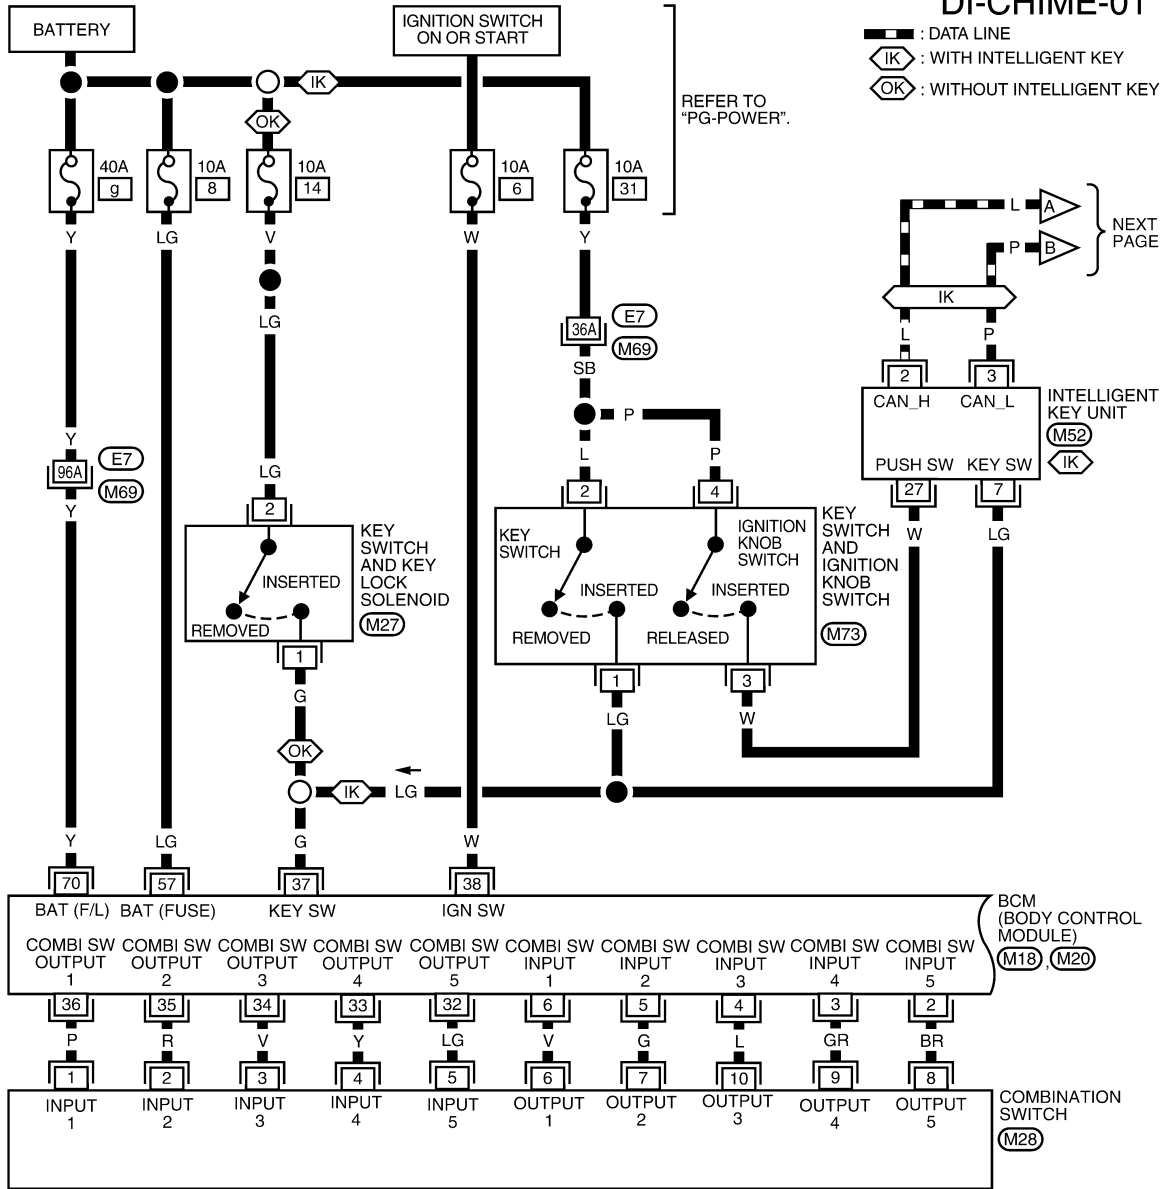 DI-CHIME-01
BATTERY
IGNITION SWITCH
ON OR START
: DATA LINE
IK : WITH INTELLIGENT KEY
OK : WITHOUT INTELLIGENT KEY
IK
OK
REFER TO
“PG-POWER”.
40A
g
10A
8
10A
14
10A
6
10A
31
Y
LG
V
W
Y
L
A
P
B
NEXT
PAGE
IK
LG
36A
E7
M69
SB
L
P
2
3
CAN_H
CAN_L
INTELLIGENT
KEY UNIT
M52
IK
PUSH SW
KEY SW
27
7
W
LG
P
L
P
Y
96A
E7
M69
Y
LG
2
KEY
SWITCH
AND KEY
LOCK
SOLENOID
M27
INSERTED
REMOVED
1
G
OK
2
4
KEY
SWITCH
IGNITION
KNOB
SWITCH
INSERTED
INSERTED
REMOVED
RELEASED
KEY
SWITCH
AND
IGNITION
KNOB
SWITCH
M73
1
3
LG
W
IK
LG
Y
LG
G
W
70
57
37
38
BAT (F/L)
BAT (FUSE)
KEY SW
IGN SW
BCM
(BODY CONTROL
MODULE)
M18 , M20
COMBI SW
OUTPUT
1
COMBI SW
OUTPUT
2
COMBI SW
OUTPUT
3
COMBI SW
OUTPUT
4
COMBI SW
OUTPUT
5
COMBI SW
INPUT
1
COMBI SW
INPUT
2
COMBI SW
INPUT
3
COMBI SW
INPUT
4
COMBI SW
INPUT
5
36
35
34
33
32
6
5
4
3
2
P
R
V
Y
LG
V
G
L
GR
BR
1
2
3
4
5
6
7
10
9
8
INPUT
1
INPUT
2
INPUT
3
INPUT
4
INPUT
5
OUTPUT
1
OUTPUT
2
OUTPUT
3
OUTPUT
4
OUTPUT
5
COMBINATION
SWITCH
M28